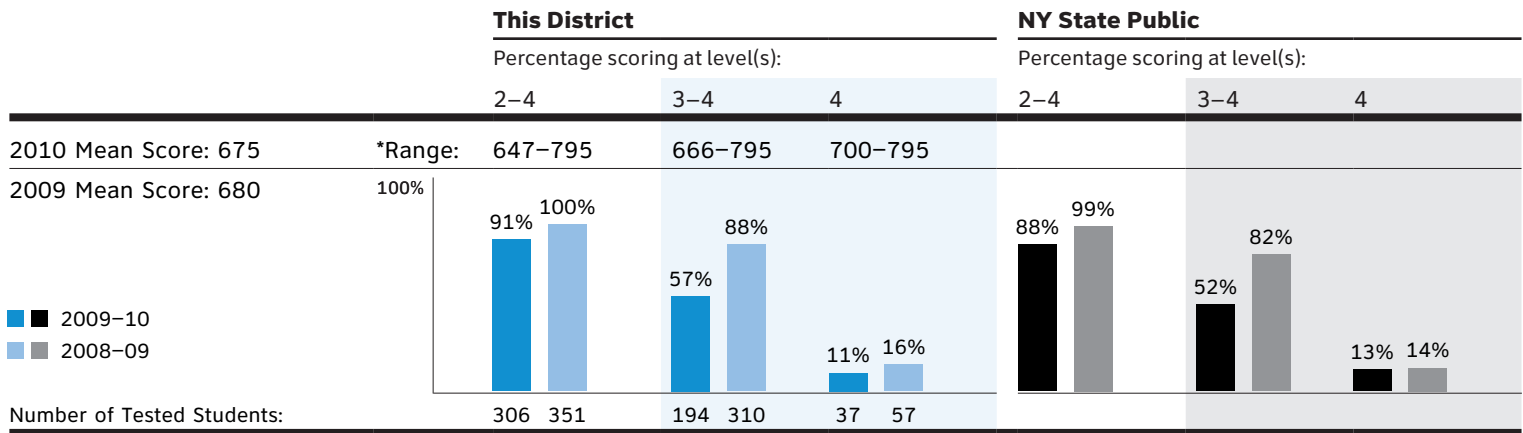 This District NY State Public
Percentage scoring at level(s): Percentage scoring at level(s):
2–4 3–4 4 2–4 3–4 4
2010 Mean Score: 675 *Range: 647–795 666–795 700–795
2009 Mean Score: 680 100%
91% 100% 88% 99%
57% 88% 52% 82%
11% 16% 13% 14%
2009–10
2008–09
Number of Tested Students: 306 351 194 310 37 57